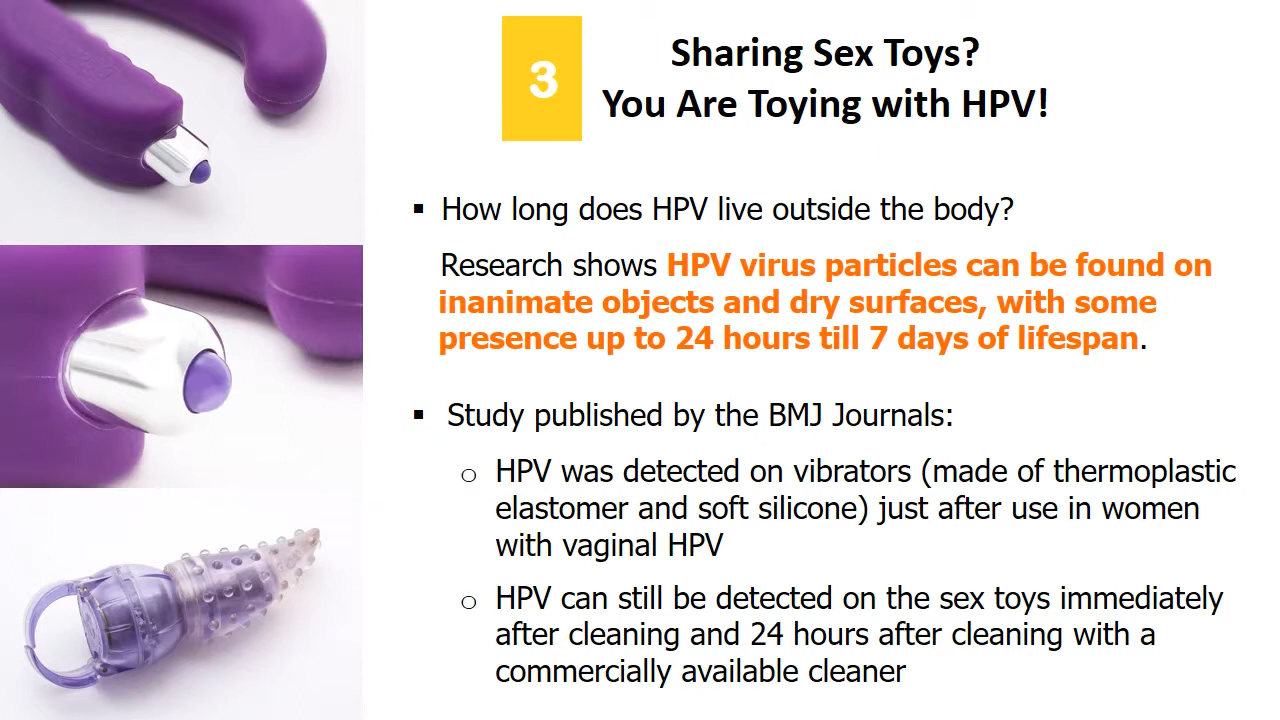 3
Sharing Sex Toys?
You Are Toying with HPV!
▪ How long does HPV live outside the body?
Research shows HPV virus particles can be found on
inanimate objects and dry surfaces, with some
presence up to 24 hours till 7 days of lifespan.
▪ Study published by the BMJ Journals:
o HPV was detected on vibrators (made of thermoplastic
elastomer and soft silicone) just after use in women
with vaginal HPV
o HPV can still be detected on the sex toys immediately
after cleaning and 24 hours after cleaning with a
commercially available cleaner